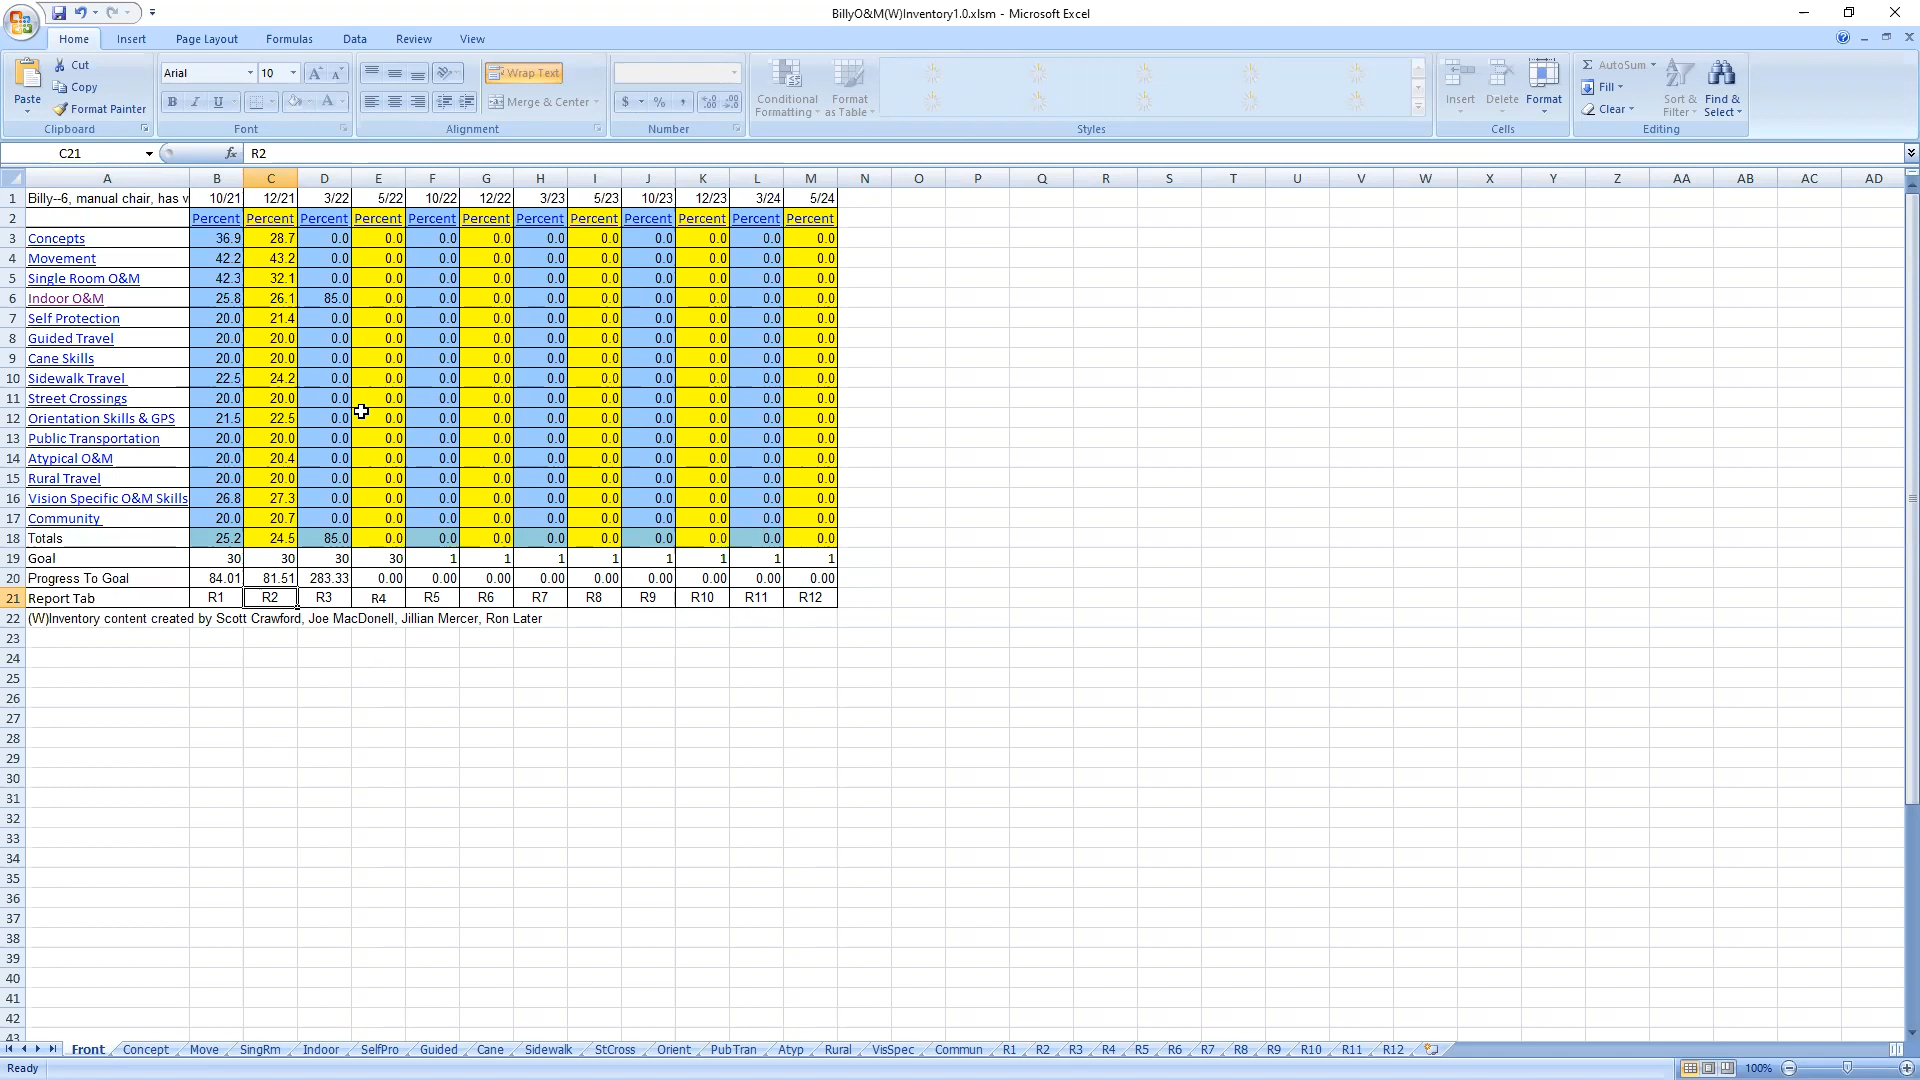 BillyO&M(W)Inventory1.0.xlsm - Microsoft Excel
Home Insert Page Layout Formulas Data Review View
Paste Cut Copy Format Painter Clipboard
Arial 10 B I U Font
Wrap Text Merge & Center Alignment
$ % , Number
Conditional Formatting Format as Table Styles
Insert Delete Format Cells
AutoSum Fill Clear Sort & Filter Find & Select Editing
C21 fx R2
A B C D E F G H I J K L M N O P Q R S T U V W X Y Z AA AB AC AD
1 Billy--6, manual chair, has v 10/21 12/21 3/22 5/22 10/22 12/22 3/23 5/23 10/23 12/23 3/24 5/24
2 Percent Percent Percent Percent Percent Percent Percent Percent Percent Percent Percent Percent
3 Concepts 36.9 28.7 0.0 0.0 0.0 0.0 0.0 0.0 0.0 0.0 0.0 0.0
4 Movement 42.2 43.2 0.0 0.0 0.0 0.0 0.0 0.0 0.0 0.0 0.0 0.0
5 Single Room O&M 42.3 32.1 0.0 0.0 0.0 0.0 0.0 0.0 0.0 0.0 0.0 0.0
6 Indoor O&M 25.8 26.1 85.0 0.0 0.0 0.0 0.0 0.0 0.0 0.0 0.0 0.0
7 Self Protection 20.0 21.4 0.0 0.0 0.0 0.0 0.0 0.0 0.0 0.0 0.0 0.0
8 Guided Travel 20.0 20.0 0.0 0.0 0.0 0.0 0.0 0.0 0.0 0.0 0.0 0.0
9 Cane Skills 20.0 20.0 0.0 0.0 0.0 0.0 0.0 0.0 0.0 0.0 0.0 0.0
10 Sidewalk Travel 22.5 24.2 0.0 0.0 0.0 0.0 0.0 0.0 0.0 0.0 0.0 0.0
11 Street Crossings 20.0 20.0 0.0 0.0 0.0 0.0 0.0 0.0 0.0 0.0 0.0 0.0
12 Orientation Skills & GPS 21.5 22.5 0.0 0.0 0.0 0.0 0.0 0.0 0.0 0.0 0.0 0.0
13 Public Transportation 20.0 20.0 0.0 0.0 0.0 0.0 0.0 0.0 0.0 0.0 0.0 0.0
14 Atypical O&M 20.0 20.4 0.0 0.0 0.0 0.0 0.0 0.0 0.0 0.0 0.0 0.0
15 Rural Travel 20.0 20.0 0.0 0.0 0.0 0.0 0.0 0.0 0.0 0.0 0.0 0.0
16 Vision Specific O&M Skills 26.8 27.3 0.0 0.0 0.0 0.0 0.0 0.0 0.0 0.0 0.0 0.0
17 Community 20.0 20.7 0.0 0.0 0.0 0.0 0.0 0.0 0.0 0.0 0.0 0.0
18 Totals 25.2 24.5 85.0 0.0 0.0 0.0 0.0 0.0 0.0 0.0 0.0 0.0
19 Goal 30 30 30 30 1 1 1 1 1 1 1 1
20 Progress To Goal 84.01 81.51 283.33 0.00 0.00 0.00 0.00 0.00 0.00 0.00 0.00 0.00
21 Report Tab R1 R2 R3 R4 R5 R6 R7 R8 R9 R10 R11 R12
22 (W)Inventory content created by Scott Crawford, Joe MacDonell, Jillian Mercer, Ron Later
23
24
25
26
27
28
29
30
31
32
33
34
35
36
37
38
39
40
41
42
43
Front Concept Move SingRm Indoor SelfPro Guided Cane Sidewalk StCross Orient PubTran Atyp Rural VisSpec Commun R1 R2 R3 R4 R5 R6 R7 R8 R9 R10 R11 R12
Ready 100%